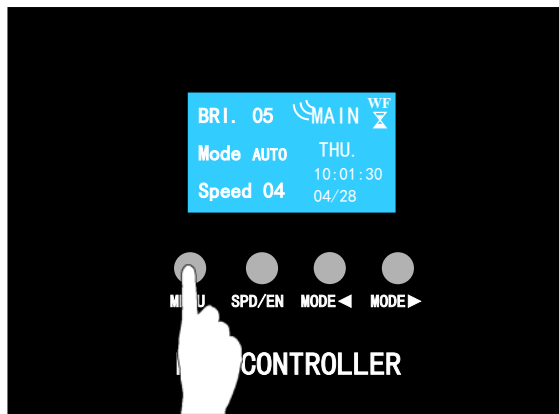 BRI. 05 MAIN WF
Mode AUTO THU.
10:01:30
Speed 04 04/28
SPD/EN MODE◀ MODE▶
CONTROLLER